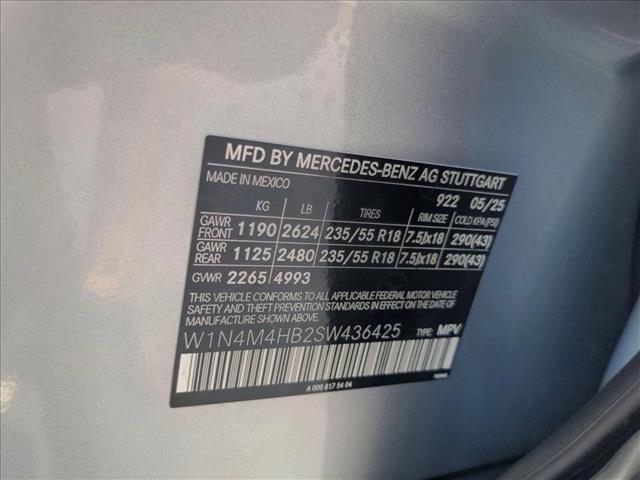 MFD BY MERCEDES-BENZ AG STUTTGART
MADE IN MEXICO
922 05/25
KG LB TIRES RIM SIZE COLD KPA(PSI)
GAWR FRONT 1190 2624 235/55 R18 7.5Jx18 290(43)
GAWR REAR 1125 2480 235/55 R18 7.5Jx18 290(43)
GVWR 2265 4993
THIS VEHICLE CONFORMS TO ALL APPLICABLE FEDERAL MOTOR VEHICLE
SAFETY AND THEFT PREVENTION STANDARDS
IN EFFECT ON THE DATE OF MANUFACTURE SHOWN ABOVE.
W1N4M4HB2SW436425 TYPE: MPV
A 000 817 54 04